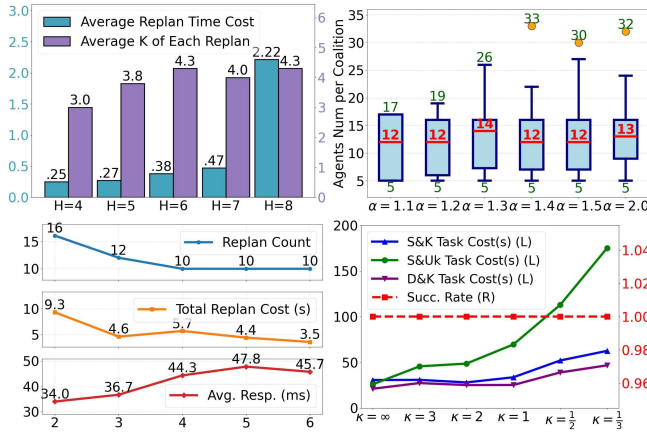 3.0
2.5
2.0
1.5
1.0
0.5
0.0
Average Replan Time Cost
Average K of Each Replan
.25 3.0 .27 3.8 .38 4.3 .47 4.0 2.22 4.3
6
5
4
3
2
1
0
H=4 H=5 H=6 H=7 H=8
Agents Num per Coalition
35
30
25
20
15
10
5
17 19 26 33 30 32
12 12 14 12 12 13
5 5 5 5 5 5
α = 1.1 α = 1.2 α = 1.3 α = 1.4 α = 1.5 α = 2.0
15
10
16 12 10 10 10
Replan Count
10
5
9.3 4.6 5.7 4.4 3.5
Total Replan Cost (s)
50
40
30
34.0 36.7 44.3 47.8 45.7
Avg. Resp. (ms)
2 3 4 5 6
200
150
100
50
0
S&K Task Cost(s) (L)
S&Uk Task Cost(s) (L)
D&K Task Cost(s) (L)
Succ. Rate (R)
1.04
1.02
1.00
0.98
0.96
κ = ∞ κ = 3 κ = 2 κ = 1 κ = 1/2 κ = 1/3